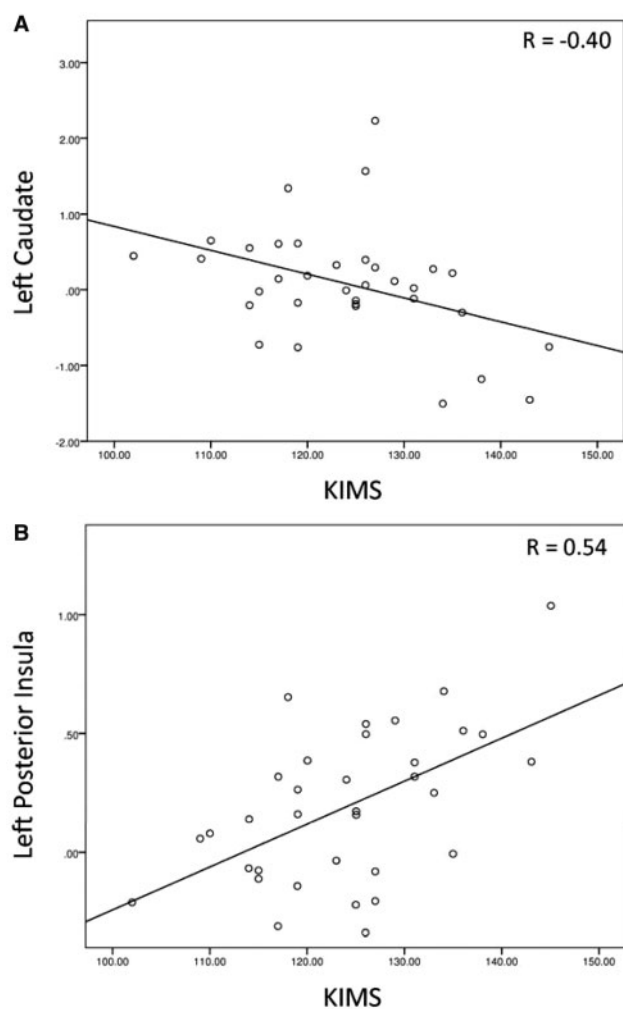 A
R = -0.40
Left Caudate
3.00
2.00
1.00
.00
-1.00
-2.00
100.00 110.00 120.00 130.00 140.00 150.00
KIMS
B
R = 0.54
Left Posterior Insula
1.00
.50
.00
100.00 110.00 120.00 130.00 140.00 150.00
KIMS